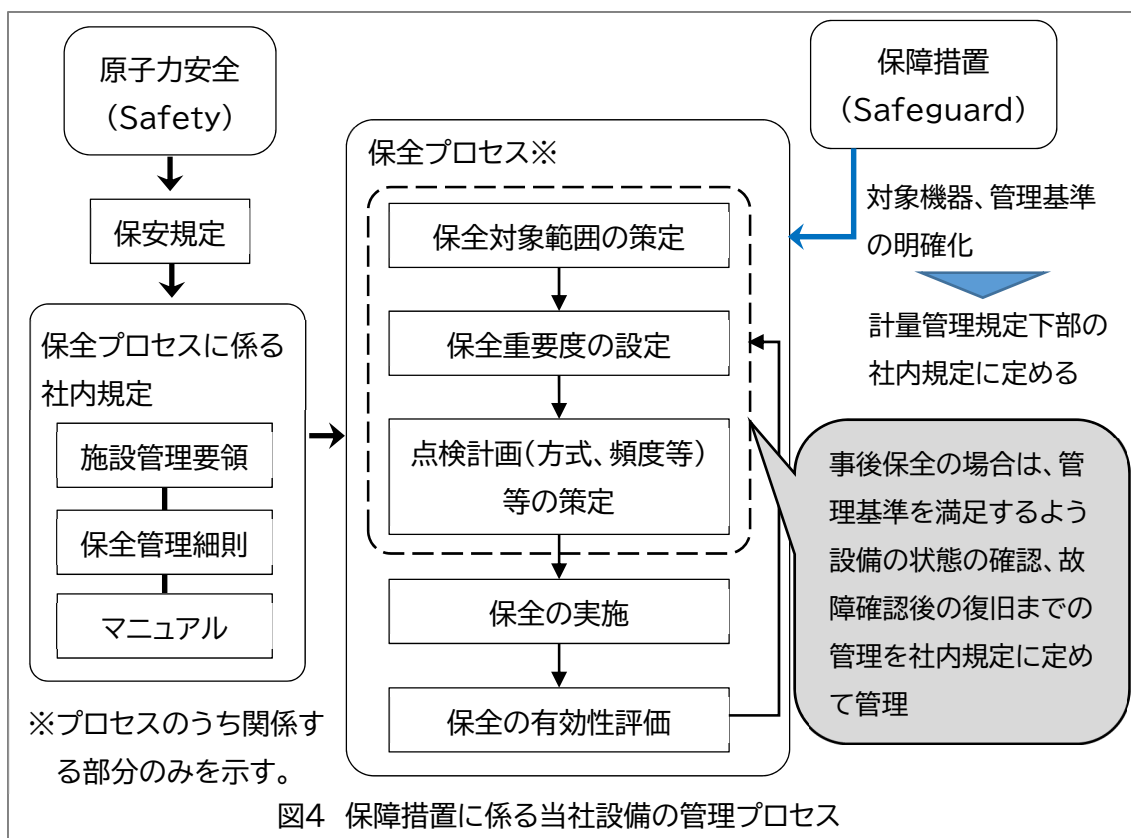 原子力安全
(Safety)
保安規定
保全プロセスに係る
社内規定
施設管理要領
保全管理細則
マニュアル
※プロセスのうち関係す
る部分のみを示す。
保全プロセス※
保全対象範囲の策定
保全重要度の設定
点検計画(方式、頻度等)
等の策定
保全の実施
保全の有効性評価
保障措置
(Safeguard)
対象機器、管理基準
の明確化
計量管理規定下部の
社内規定に定める
事後保全の場合は、管
理基準を満足するよう
設備の状態の確認、故
障確認後の復旧までの
管理を社内規定に定め
て管理
図4 保障措置に係る当社設備の管理プロセス